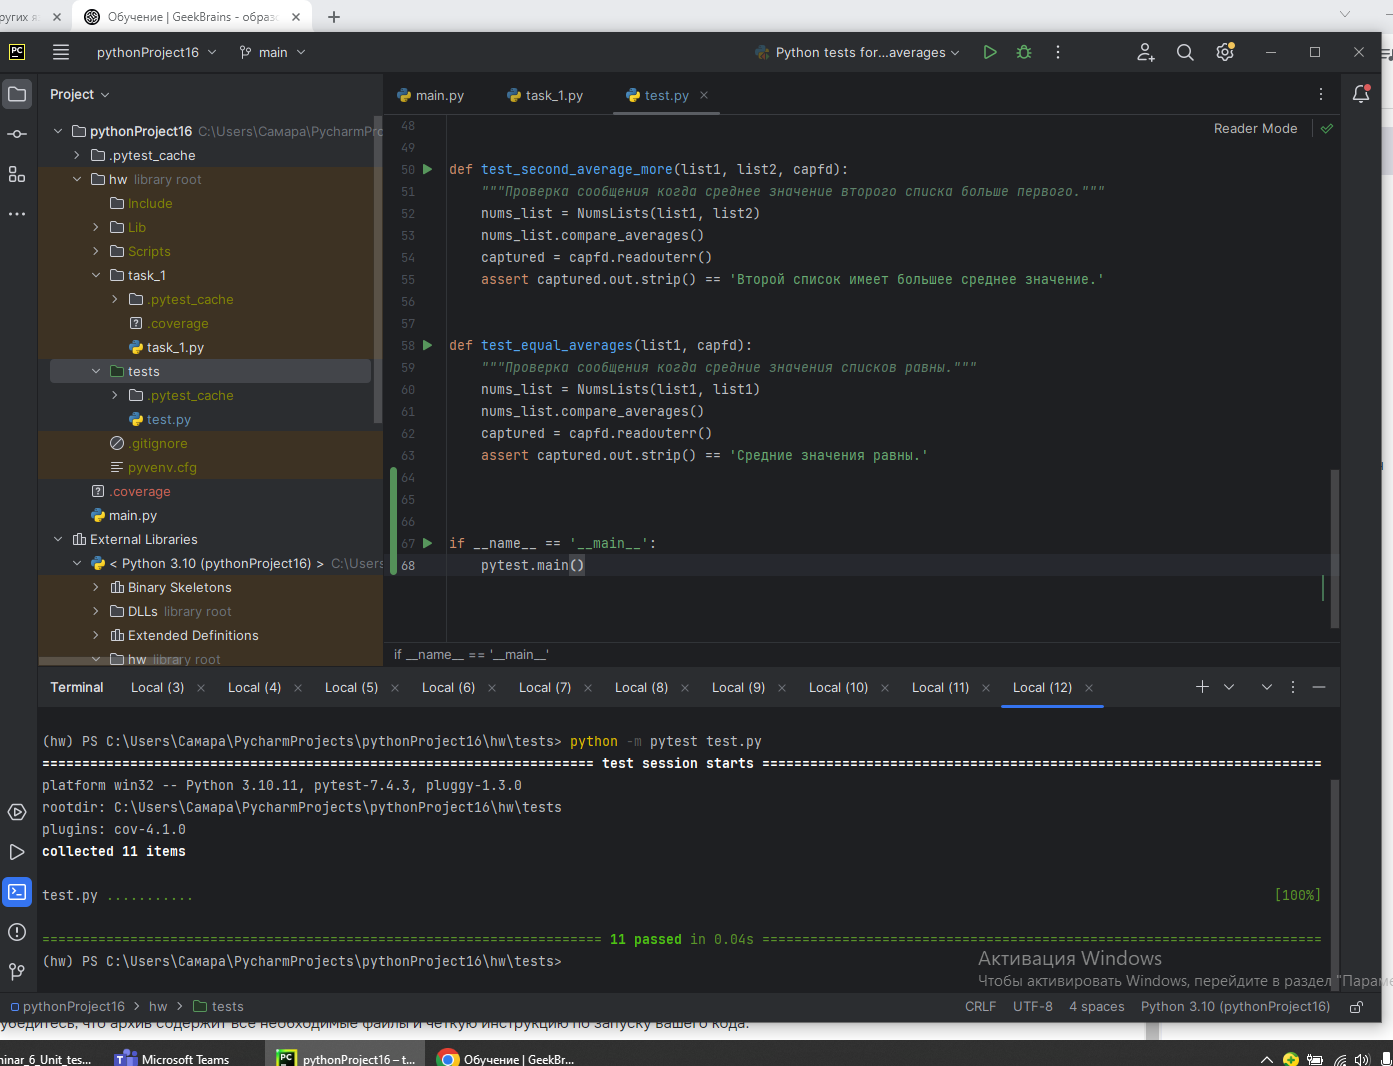 Обучение | GeekBrains - образ
pythonProject16
main
Python tests for...averages
Project
main.py
task_1.py
test.py
pythonProject16 C:\Users\Самара\PycharmPro
.pytest_cache
hw library root
Include
Lib
Scripts
task_1
.pytest_cache
.coverage
task_1.py
tests
.pytest_cache
test.py
.gitignore
pyvenv.cfg
.coverage
main.py
External Libraries
< Python 3.10 (pythonProject16) > C:\Users
Binary Skeletons
DLLs library root
Extended Definitions
hw library root
Reader Mode
48
49
50 def test_second_average_more(list1, list2, capfd):
51 """Проверка сообщения когда среднее значение второго списка больше первого."""
52 nums_list = NumsLists(list1, list2)
53 nums_list.compare_averages()
54 captured = capfd.readouterr()
55 assert captured.out.strip() == 'Второй список имеет большее среднее значение.'
56
57
58 def test_equal_averages(list1, capfd):
59 """Проверка сообщения когда средние значения списков равны."""
60 nums_list = NumsLists(list1, list1)
61 nums_list.compare_averages()
62 captured = capfd.readouterr()
63 assert captured.out.strip() == 'Средние значения равны.'
64
65
66
67 if __name__ == '__main__':
68 pytest.main()
if __name__ == '__main__'
Terminal Local (3) Local (4) Local (5) Local (6) Local (7) Local (8) Local (9) Local (10) Local (11) Local (12)
(hw) PS C:\Users\Самара\PycharmProjects\pythonProject16\hw\tests> python -m pytest test.py
===================================================================== test session starts ======================================================================
platform win32 -- Python 3.10.11, pytest-7.4.3, pluggy-1.3.0
rootdir: C:\Users\Самара\PycharmProjects\pythonProject16\hw\tests
plugins: cov-4.1.0
collected 11 items
test.py ........... [100%]
====================================================================== 11 passed in 0.04s ======================================================================
(hw) PS C:\Users\Самара\PycharmProjects\pythonProject16\hw\tests>
Активация Windows
Чтобы активировать Windows, перейдите в раздел "Параме
pythonProject16 > hw > tests
CRLF UTF-8 4 spaces Python 3.10 (pythonProject16)
убедитесь, что архив содержит все необходимые файлы и четкую инструкцию по запуску вашего кода.
inar_6_Unit_tes...
Microsoft Teams
pythonProject16 – t...
Обучение | GeekBr...